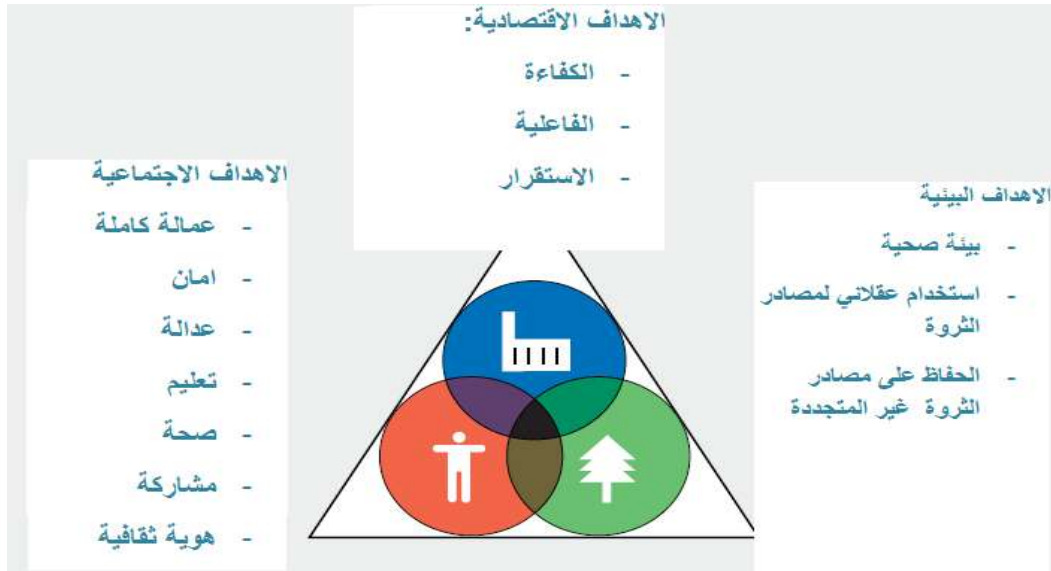 الاهداف الاقتصادية:
- الكفاءة
- الفاعلية
- الاستقرار
الاهداف الاجتماعية
- عمالة كاملة
- امان
- عدالة
- تعليم
- صحة
- مشاركة
- هوية ثقافية
الاهداف البيئية
- بيئة صحية
- استخدام عقلاني لمصادر
الثروة
- الحفاظ على مصادر
الثروة غير المتجددة